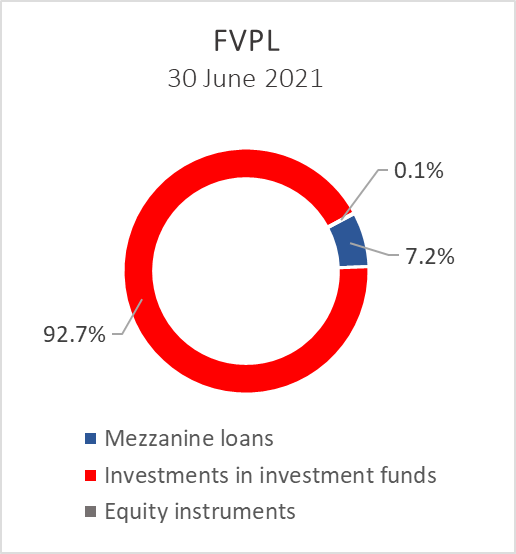 FVPL
30 June 2021
0.1%
7.2%
92.7%
Mezzanine loans
Investments in investment funds
Equity instruments